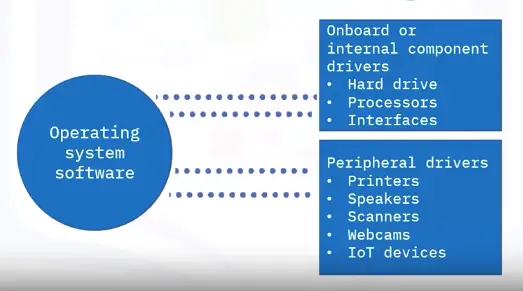 Operating
system
software
Onboard or
internal component
drivers
• Hard drive
• Processors
• Interfaces
Peripheral drivers
• Printers
• Speakers
• Scanners
• Webcams
• IoT devices